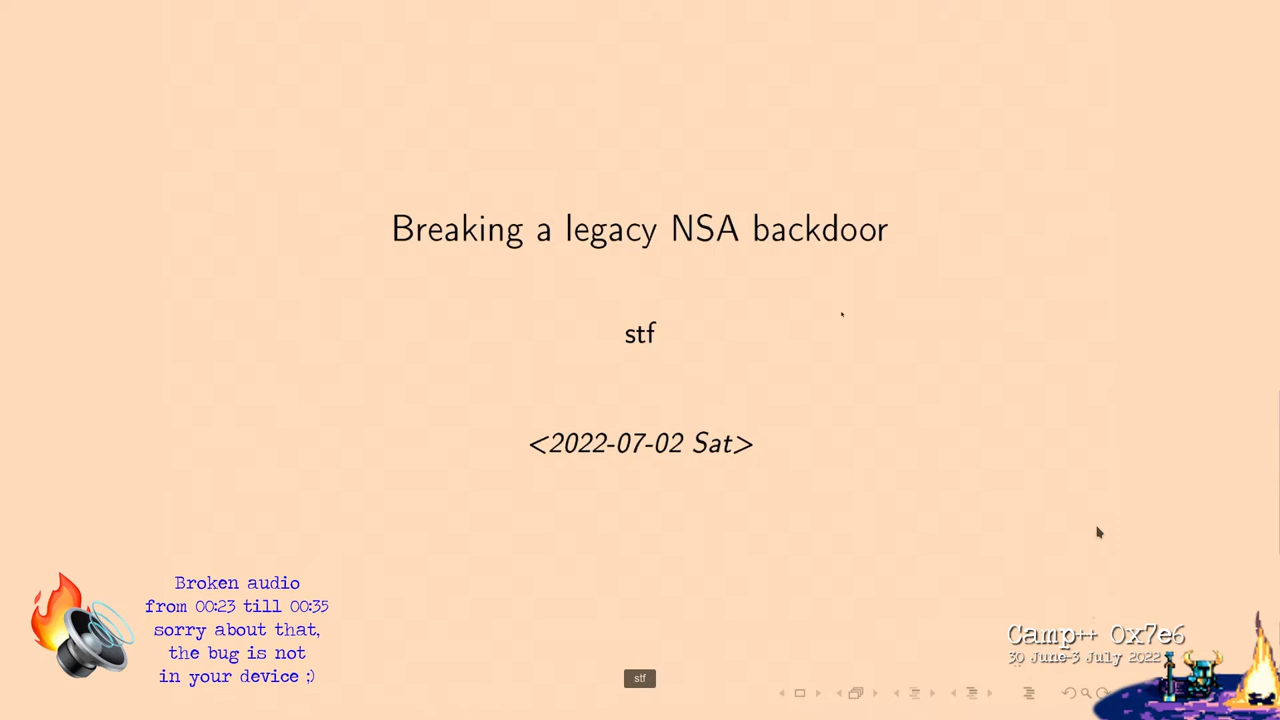 Breaking a legacy NSA backdoor
stf
<2022-07-02 Sat>
Broken audio
from 00:23 till 00:35
sorry about that,
the bug is not
in your device ;)
stf
Camp++ 0x7e6
30 June-3 July 2022